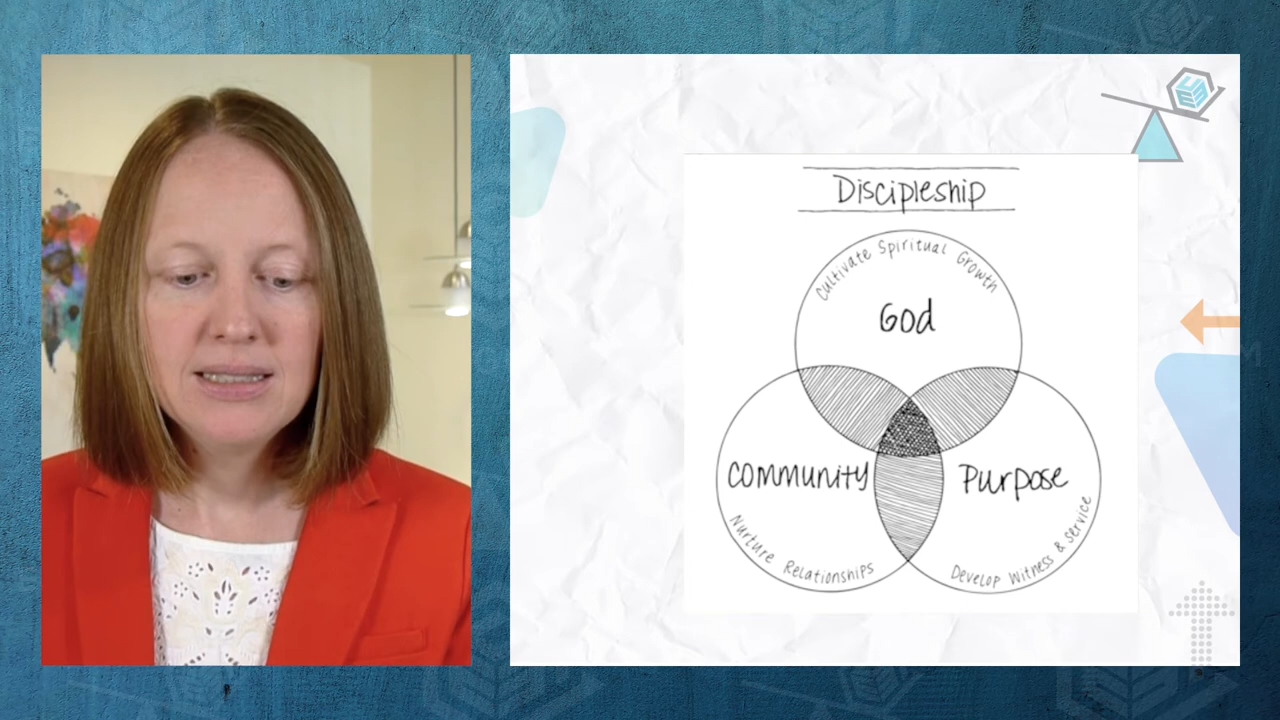 Discipleship
Cultivate Spiritual Growth
God
Community
Purpose
Nurture Relationships
Develop Witness & Service